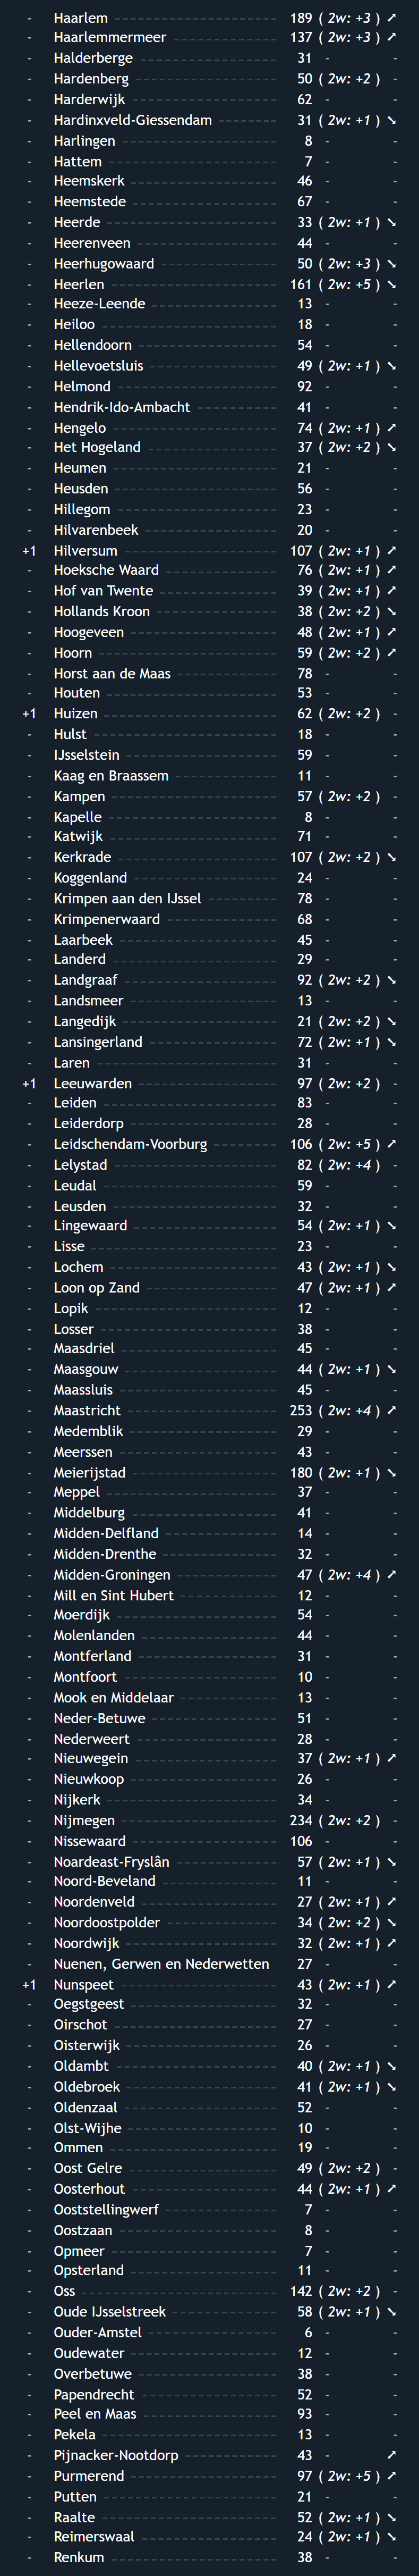 - Haarlem 189 ( 2w: +3 ) ⭧
- Haarlemmermeer 137 ( 2w: +3 ) ⭧
- Halderberge 31 - -
- Hardenberg 50 ( 2w: +2 ) -
- Harderwijk 62 - -
- Hardinxveld-Giessendam 31 ( 2w: +1 ) ⭨
- Harlingen 8 - -
- Hattem 7 - -
- Heemskerk 46 - -
- Heemstede 67 - -
- Heerde 33 ( 2w: +1 ) ⭨
- Heerenveen 44 - -
- Heerhugowaard 50 ( 2w: +3 ) ⭨
- Heerlen 161 ( 2w: +5 ) ⭨
- Heeze-Leende 13 - -
- Heiloo 18 - -
- Hellendoorn 54 - -
- Hellevoetsluis 49 ( 2w: +1 ) ⭨
- Helmond 92 - -
- Hendrik-Ido-Ambacht 41 - -
- Hengelo 74 ( 2w: +1 ) ⭧
- Het Hogeland 37 ( 2w: +2 ) ⭨
- Heumen 21 - -
- Heusden 56 - -
- Hillegom 23 - -
- Hilvarenbeek 20 - -
+1 Hilversum 107 ( 2w: +1 ) ⭧
- Hoeksche Waard 76 ( 2w: +1 ) ⭧
- Hof van Twente 39 ( 2w: +1 ) ⭧
- Hollands Kroon 38 ( 2w: +2 ) ⭨
- Hoogeveen 48 ( 2w: +1 ) ⭧
- Hoorn 59 ( 2w: +2 ) ⭧
- Horst aan de Maas 78 - -
- Houten 53 - -
+1 Huizen 62 ( 2w: +2 ) -
- Hulst 18 - -
- IJsselstein 59 - -
- Kaag en Braassem 11 - -
- Kampen 57 ( 2w: +2 ) -
- Kapelle 8 - -
- Katwijk 71 - -
- Kerkrade 107 ( 2w: +2 ) ⭨
- Koggenland 24 - -
- Krimpen aan den IJssel 78 - -
- Krimpenerwaard 68 - -
- Laarbeek 45 - -
- Landerd 29 - -
- Landgraaf 92 ( 2w: +2 ) ⭨
- Landsmeer 13 - -
- Langedijk 21 ( 2w: +2 ) ⭨
- Lansingerland 72 ( 2w: +1 ) ⭨
- Laren 31 - -
+1 Leeuwarden 97 ( 2w: +2 ) -
- Leiden 83 - -
- Leiderdorp 28 - -
- Leidschendam-Voorburg 106 ( 2w: +5 ) ⭧
- Lelystad 82 ( 2w: +4 ) -
- Leudal 59 - -
- Leusden 32 - -
- Lingewaard 54 ( 2w: +1 ) ⭨
- Lisse 23 - -
- Lochem 43 ( 2w: +1 ) ⭨
- Loon op Zand 47 ( 2w: +1 ) ⭧
- Lopik 12 - -
- Losser 38 - -
- Maasdriel 45 - -
- Maasgouw 44 ( 2w: +1 ) ⭨
- Maassluis 45 - -
- Maastricht 253 ( 2w: +4 ) ⭧
- Medemblik 29 - -
- Meerssen 43 - -
- Meierijstad 180 ( 2w: +1 ) ⭨
- Meppel 37 - -
- Middelburg 41 - -
- Midden-Delfland 14 - -
- Midden-Drenthe 32 - -
- Midden-Groningen 47 ( 2w: +4 ) ⭧
- Mill en Sint Hubert 12 - -
- Moerdijk 54 - -
- Molenlanden 44 - -
- Montferland 31 - -
- Montfoort 10 - -
- Mook en Middelaar 13 - -
- Neder-Betuwe 51 - -
- Nederweert 28 - -
- Nieuwegein 37 ( 2w: +1 ) ⭧
- Nieuwkoop 26 - -
- Nijkerk 34 - -
- Nijmegen 234 ( 2w: +2 ) -
- Nissewaard 106 - -
- Noardeast-Fryslân 57 ( 2w: +1 ) ⭨
- Noord-Beveland 11 - -
- Noordenveld 27 ( 2w: +1 ) ⭧
- Noordoostpolder 34 ( 2w: +2 ) ⭨
- Noordwijk 32 ( 2w: +1 ) ⭧
- Nuenen, Gerwen en Nederwetten 27 - -
+1 Nunspeet 43 ( 2w: +1 ) ⭧
- Oegstgeest 32 - -
- Oirschot 27 - -
- Oisterwijk 26 - -
- Oldambt 40 ( 2w: +1 ) ⭨
- Oldebroek 41 ( 2w: +1 ) ⭨
- Oldenzaal 52 - -
- Olst-Wijhe 10 - -
- Ommen 19 - -
- Oost Gelre 49 ( 2w: +2 ) -
- Oosterhout 44 ( 2w: +1 ) ⭧
- Ooststellingwerf 7 - -
- Oostzaan 8 - -
- Opmeer 7 - -
- Opsterland 11 - -
- Oss 142 ( 2w: +2 ) -
- Oude IJsselstreek 58 ( 2w: +1 ) ⭨
- Ouder-Amstel 6 - -
- Oudewater 12 - -
- Overbetuwe 38 - -
- Papendrecht 52 - -
- Peel en Maas 93 - -
- Pekela 13 - -
- Pijnacker-Nootdorp 43 - ⭧
- Purmerend 97 ( 2w: +5 ) ⭧
- Putten 21 - -
- Raalte 52 ( 2w: +1 ) ⭨
- Reimerswaal 24 ( 2w: +1 ) ⭨
- Renkum 38 - -